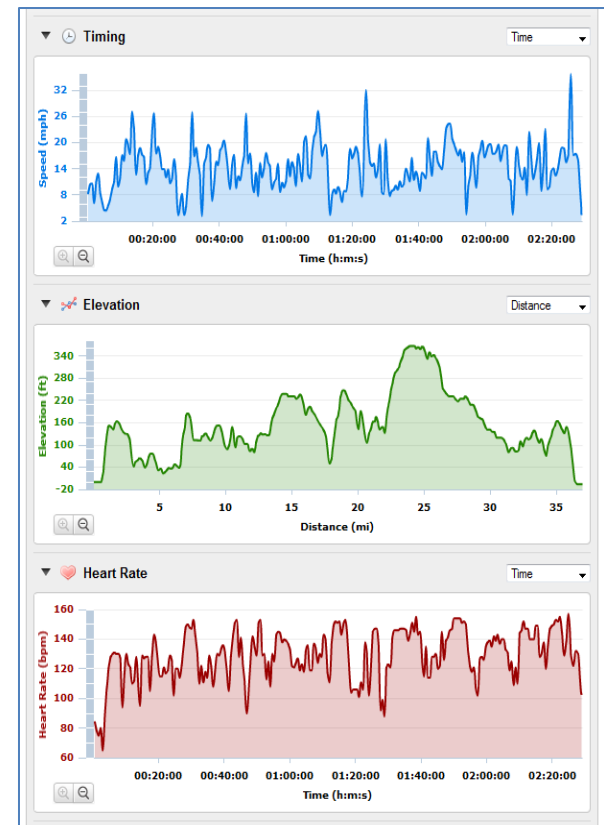 Timing
Time
32
26
20
14
8
2
Speed (mph)
00:20:00 00:40:00 01:00:00 01:20:00 01:40:00 02:00:00 02:20:00
Time (h:m:s)
Elevation
Distance
340
280
220
160
100
40
-20
Elevation (ft)
5 10 15 20 25 30 35
Distance (mi)
Heart Rate
Time
160
140
120
100
80
60
Heart Rate (bpm)
00:20:00 00:40:00 01:00:00 01:20:00 01:40:00 02:00:00 02:20:00
Time (h:m:s)